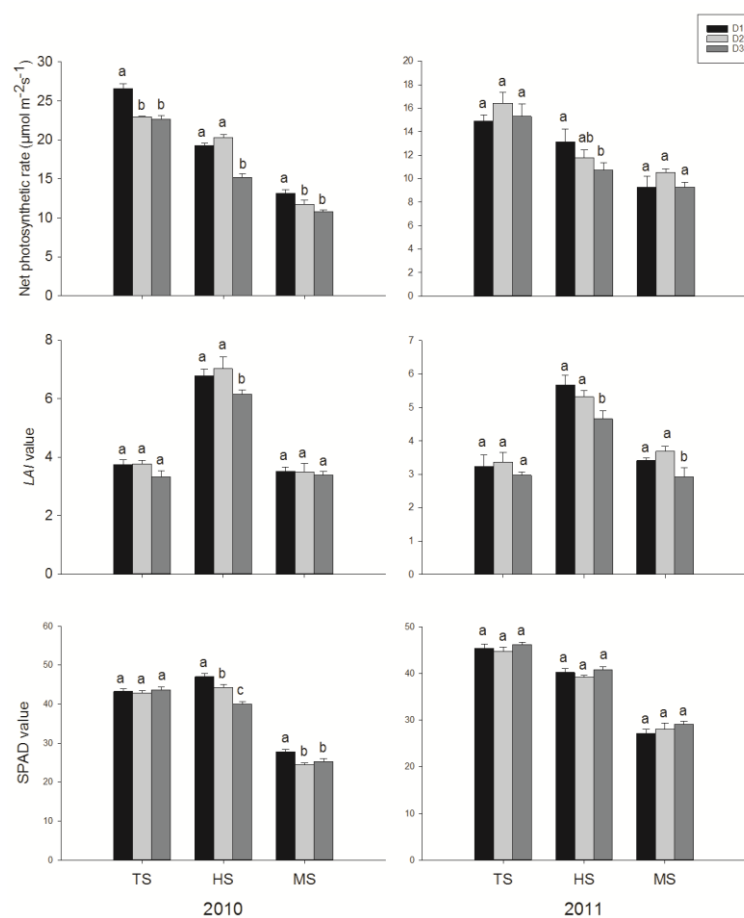 D1
D2
D3
Net photosynthetic rate (μmol m-2s-1)
30
25
20
15
10
5
0
a b b
a a b
a b b
18
16
14
12
10
8
6
4
2
0
a a a
a ab b
a a a
LAI value
8
6
4
2
0
a a a
a a b
a a a
7
6
5
4
3
2
1
0
a a a
a a b
a a b
SPAD value
60
50
40
30
20
10
0
a a a
a b c
a b b
50
40
30
20
10
0
a a a
a a a
a a a
TS HS MS
2010
TS HS MS
2011